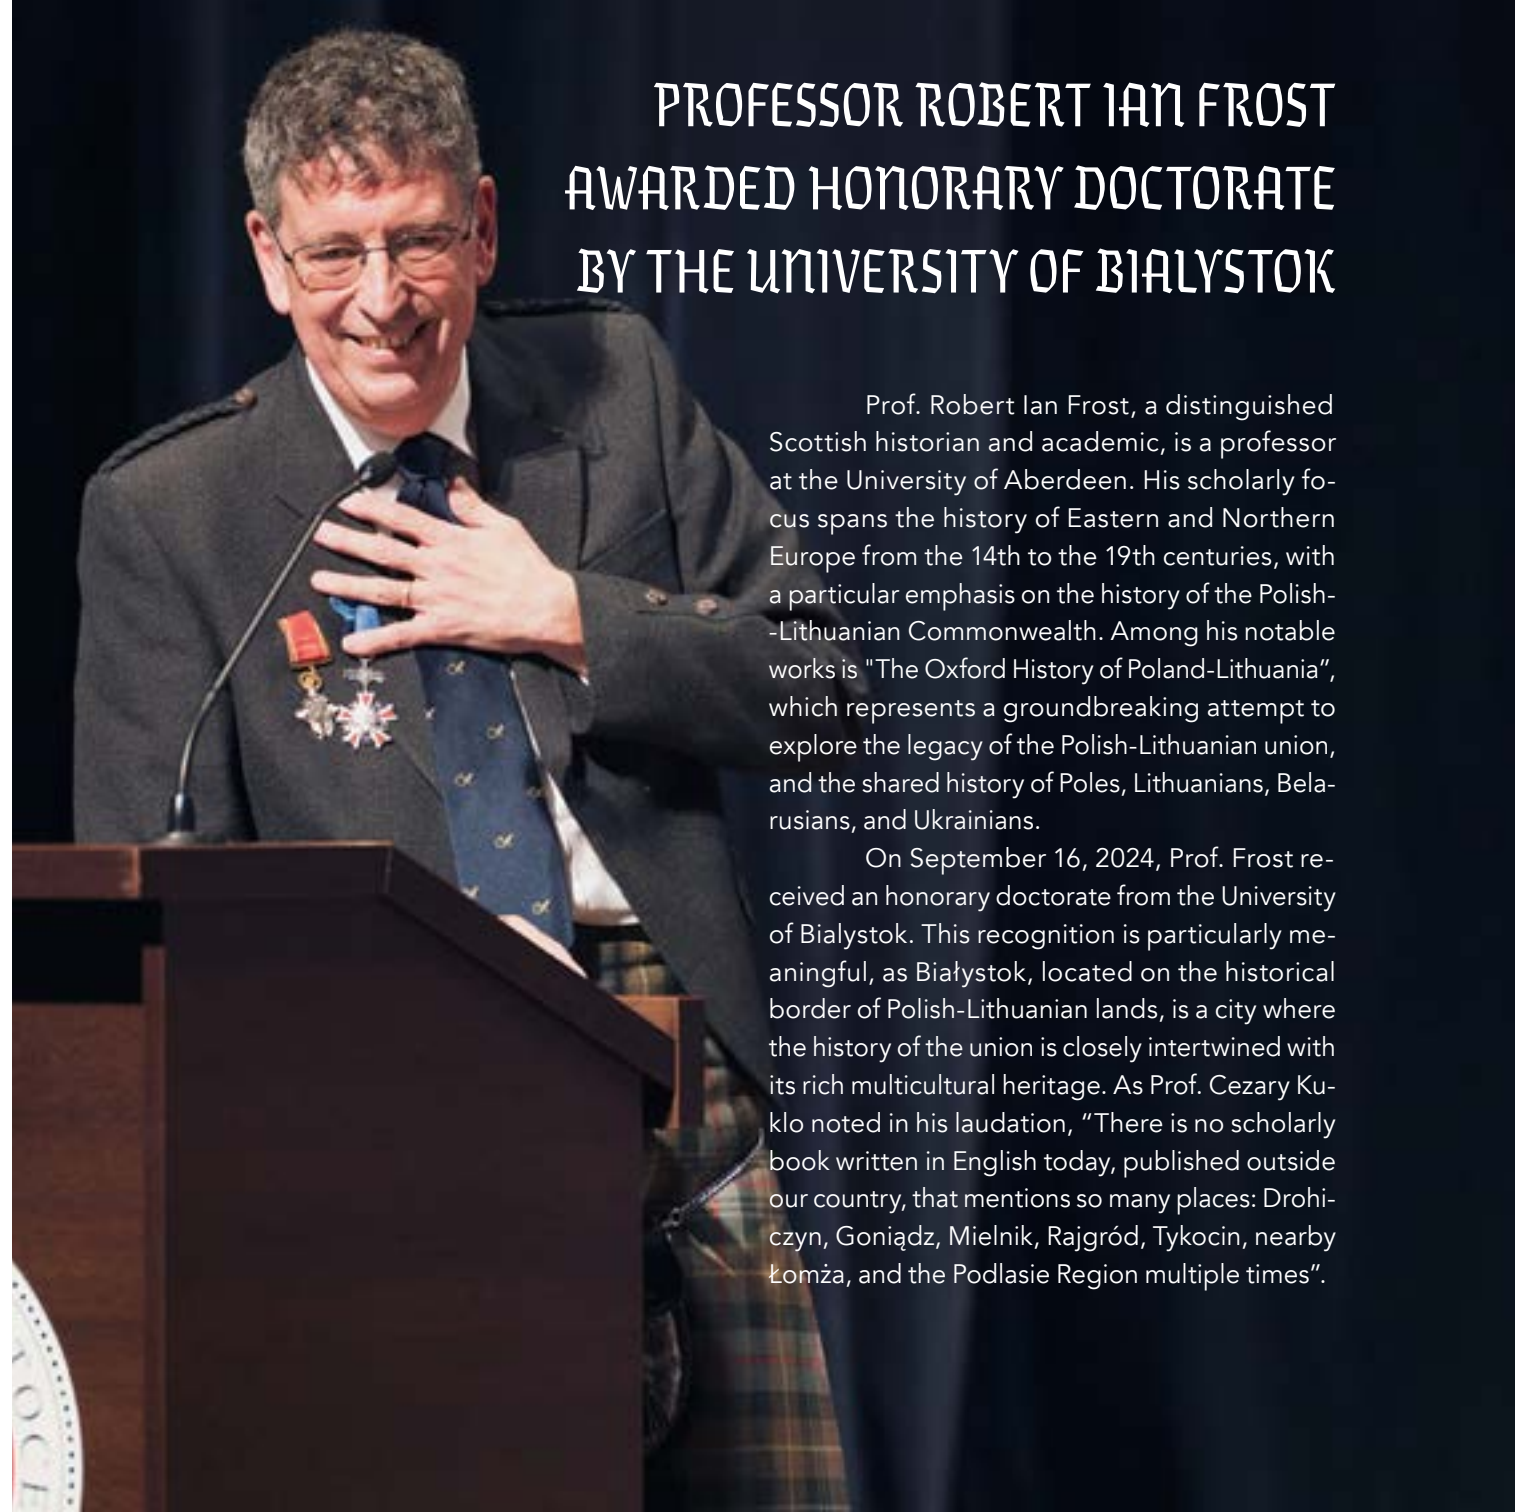 PROFESSOR ROBERT IAN FROST
AWARDED HONORARY DOCTORATE
BY THE UNIVERSITY OF BIALYSTOK
Prof. Robert Ian Frost, a distinguished
Scottish historian and academic, is a professor
at the University of Aberdeen. His scholarly fo-
cus spans the history of Eastern and Northern
Europe from the 14th to the 19th centuries, with
a particular emphasis on the history of the Polish-
-Lithuanian Commonwealth. Among his notable
works is "The Oxford History of Poland-Lithuania”,
which represents a groundbreaking attempt to
explore the legacy of the Polish-Lithuanian union,
and the shared history of Poles, Lithuanians, Bela-
rusians, and Ukrainians.
On September 16, 2024, Prof. Frost re-
ceived an honorary doctorate from the University
of Bialystok. This recognition is particularly me-
aningful, as Białystok, located on the historical
border of Polish-Lithuanian lands, is a city where
the history of the union is closely intertwined with
its rich multicultural heritage. As Prof. Cezary Ku-
klo noted in his laudation, “There is no scholarly
book written in English today, published outside
our country, that mentions so many places: Drohi-
czyn, Goniądz, Mielnik, Rajgród, Tykocin, nearby
Łomża, and the Podlasie Region multiple times”.